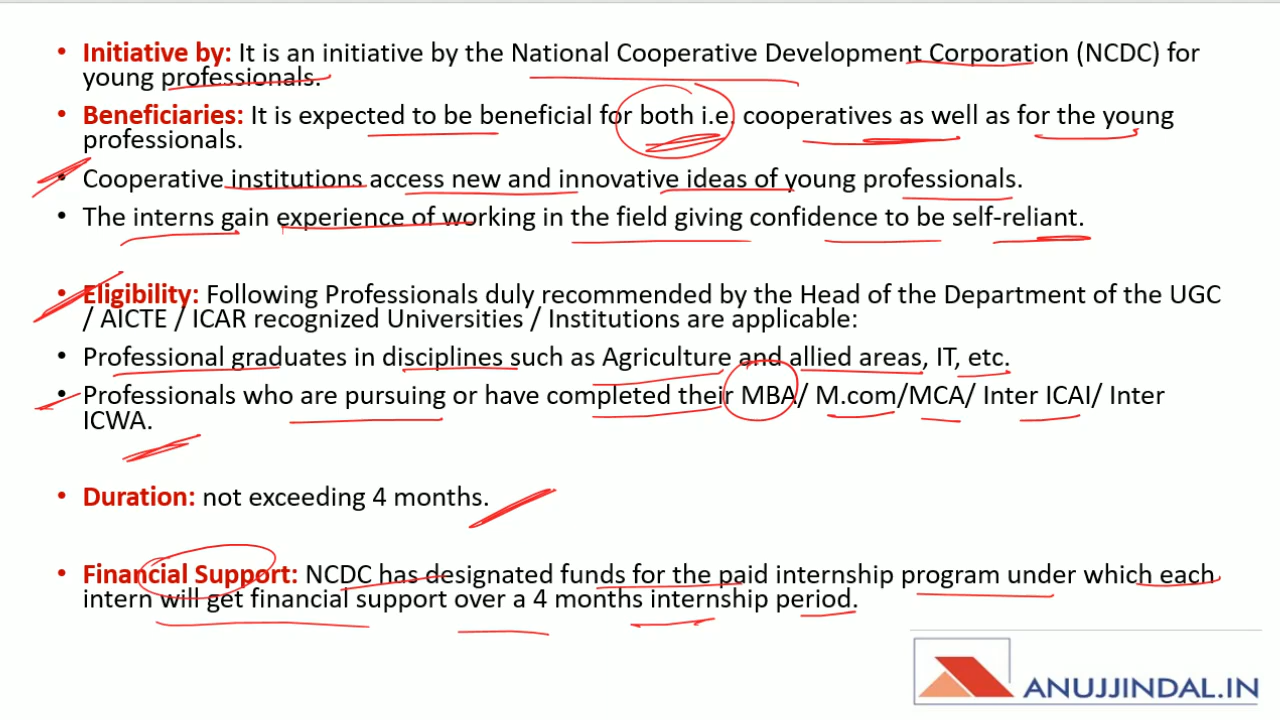 • Initiative by: It is an initiative by the National Cooperative Development Corporation (NCDC) for
young professionals.
• Beneficiaries: It is expected to be beneficial for both i.e. cooperatives as well as for the young
professionals.
• Cooperative institutions access new and innovative ideas of young professionals.
• The interns gain experience of working in the field giving confidence to be self-reliant.
• Eligibility: Following Professionals duly recommended by the Head of the Department of the UGC
/ AICTE / ICAR recognized Universities / Institutions are applicable:
• Professional graduates in disciplines such as Agriculture and allied areas, IT, etc.
• Professionals who are pursuing or have completed their MBA/ M.com/MCA/ Inter ICAI/ Inter
ICWA.
• Duration: not exceeding 4 months.
• Financial Support: NCDC has designated funds for the paid internship program under which each
intern will get financial support over a 4 months internship period.
ANUJJINDAL.IN